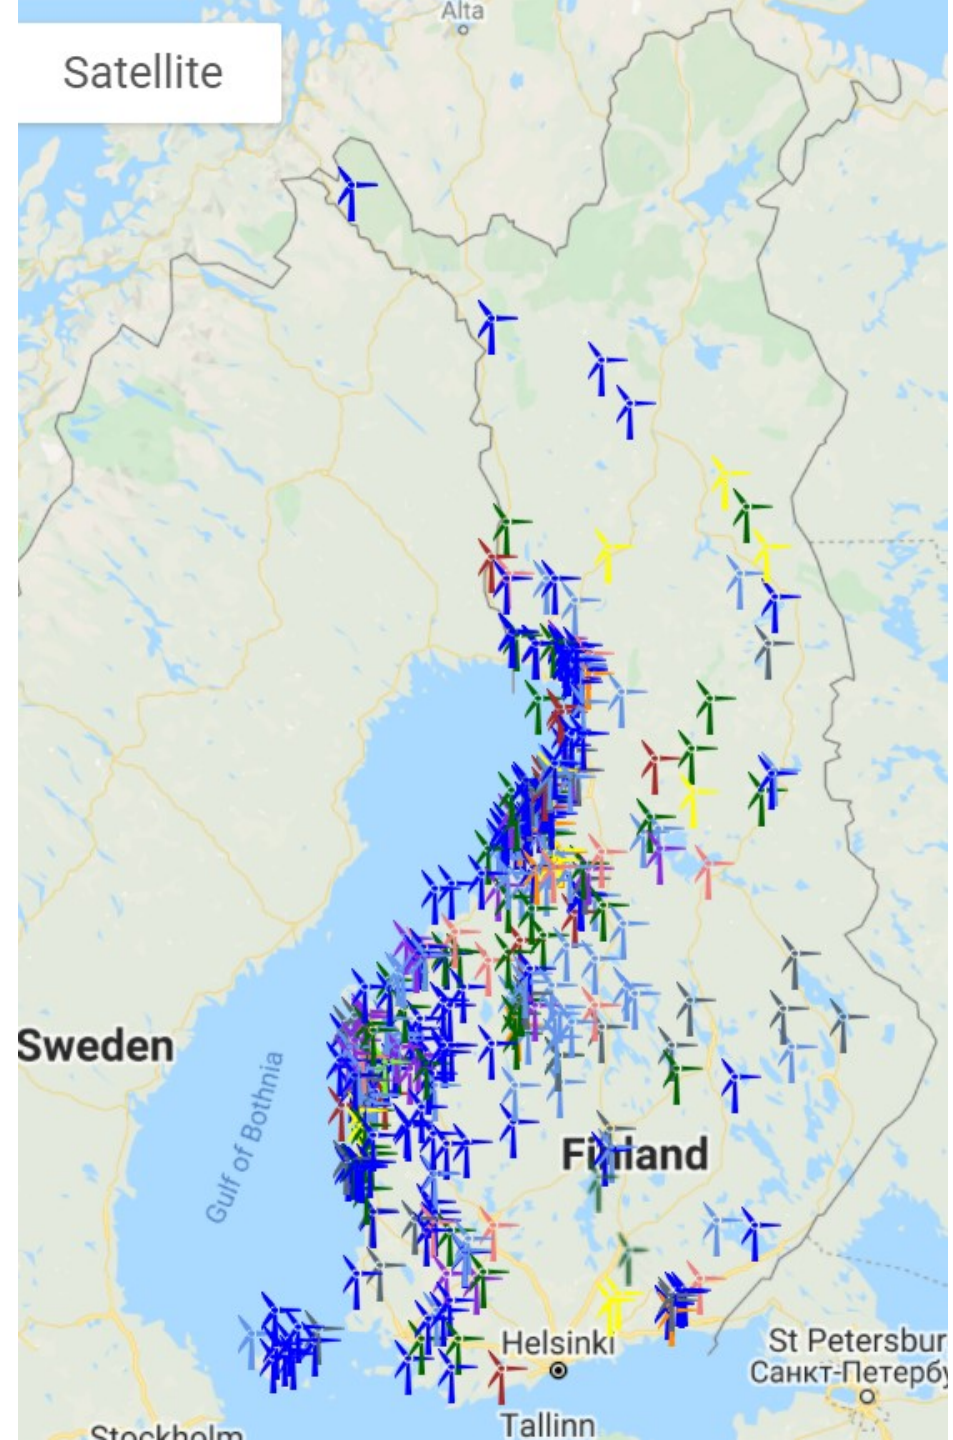 Alta
Satellite
Sweden
Gulf of Bothnia
Finland
Helsinki
St Petersbur
Санкт-Петербу
Tallinn
Stockholm